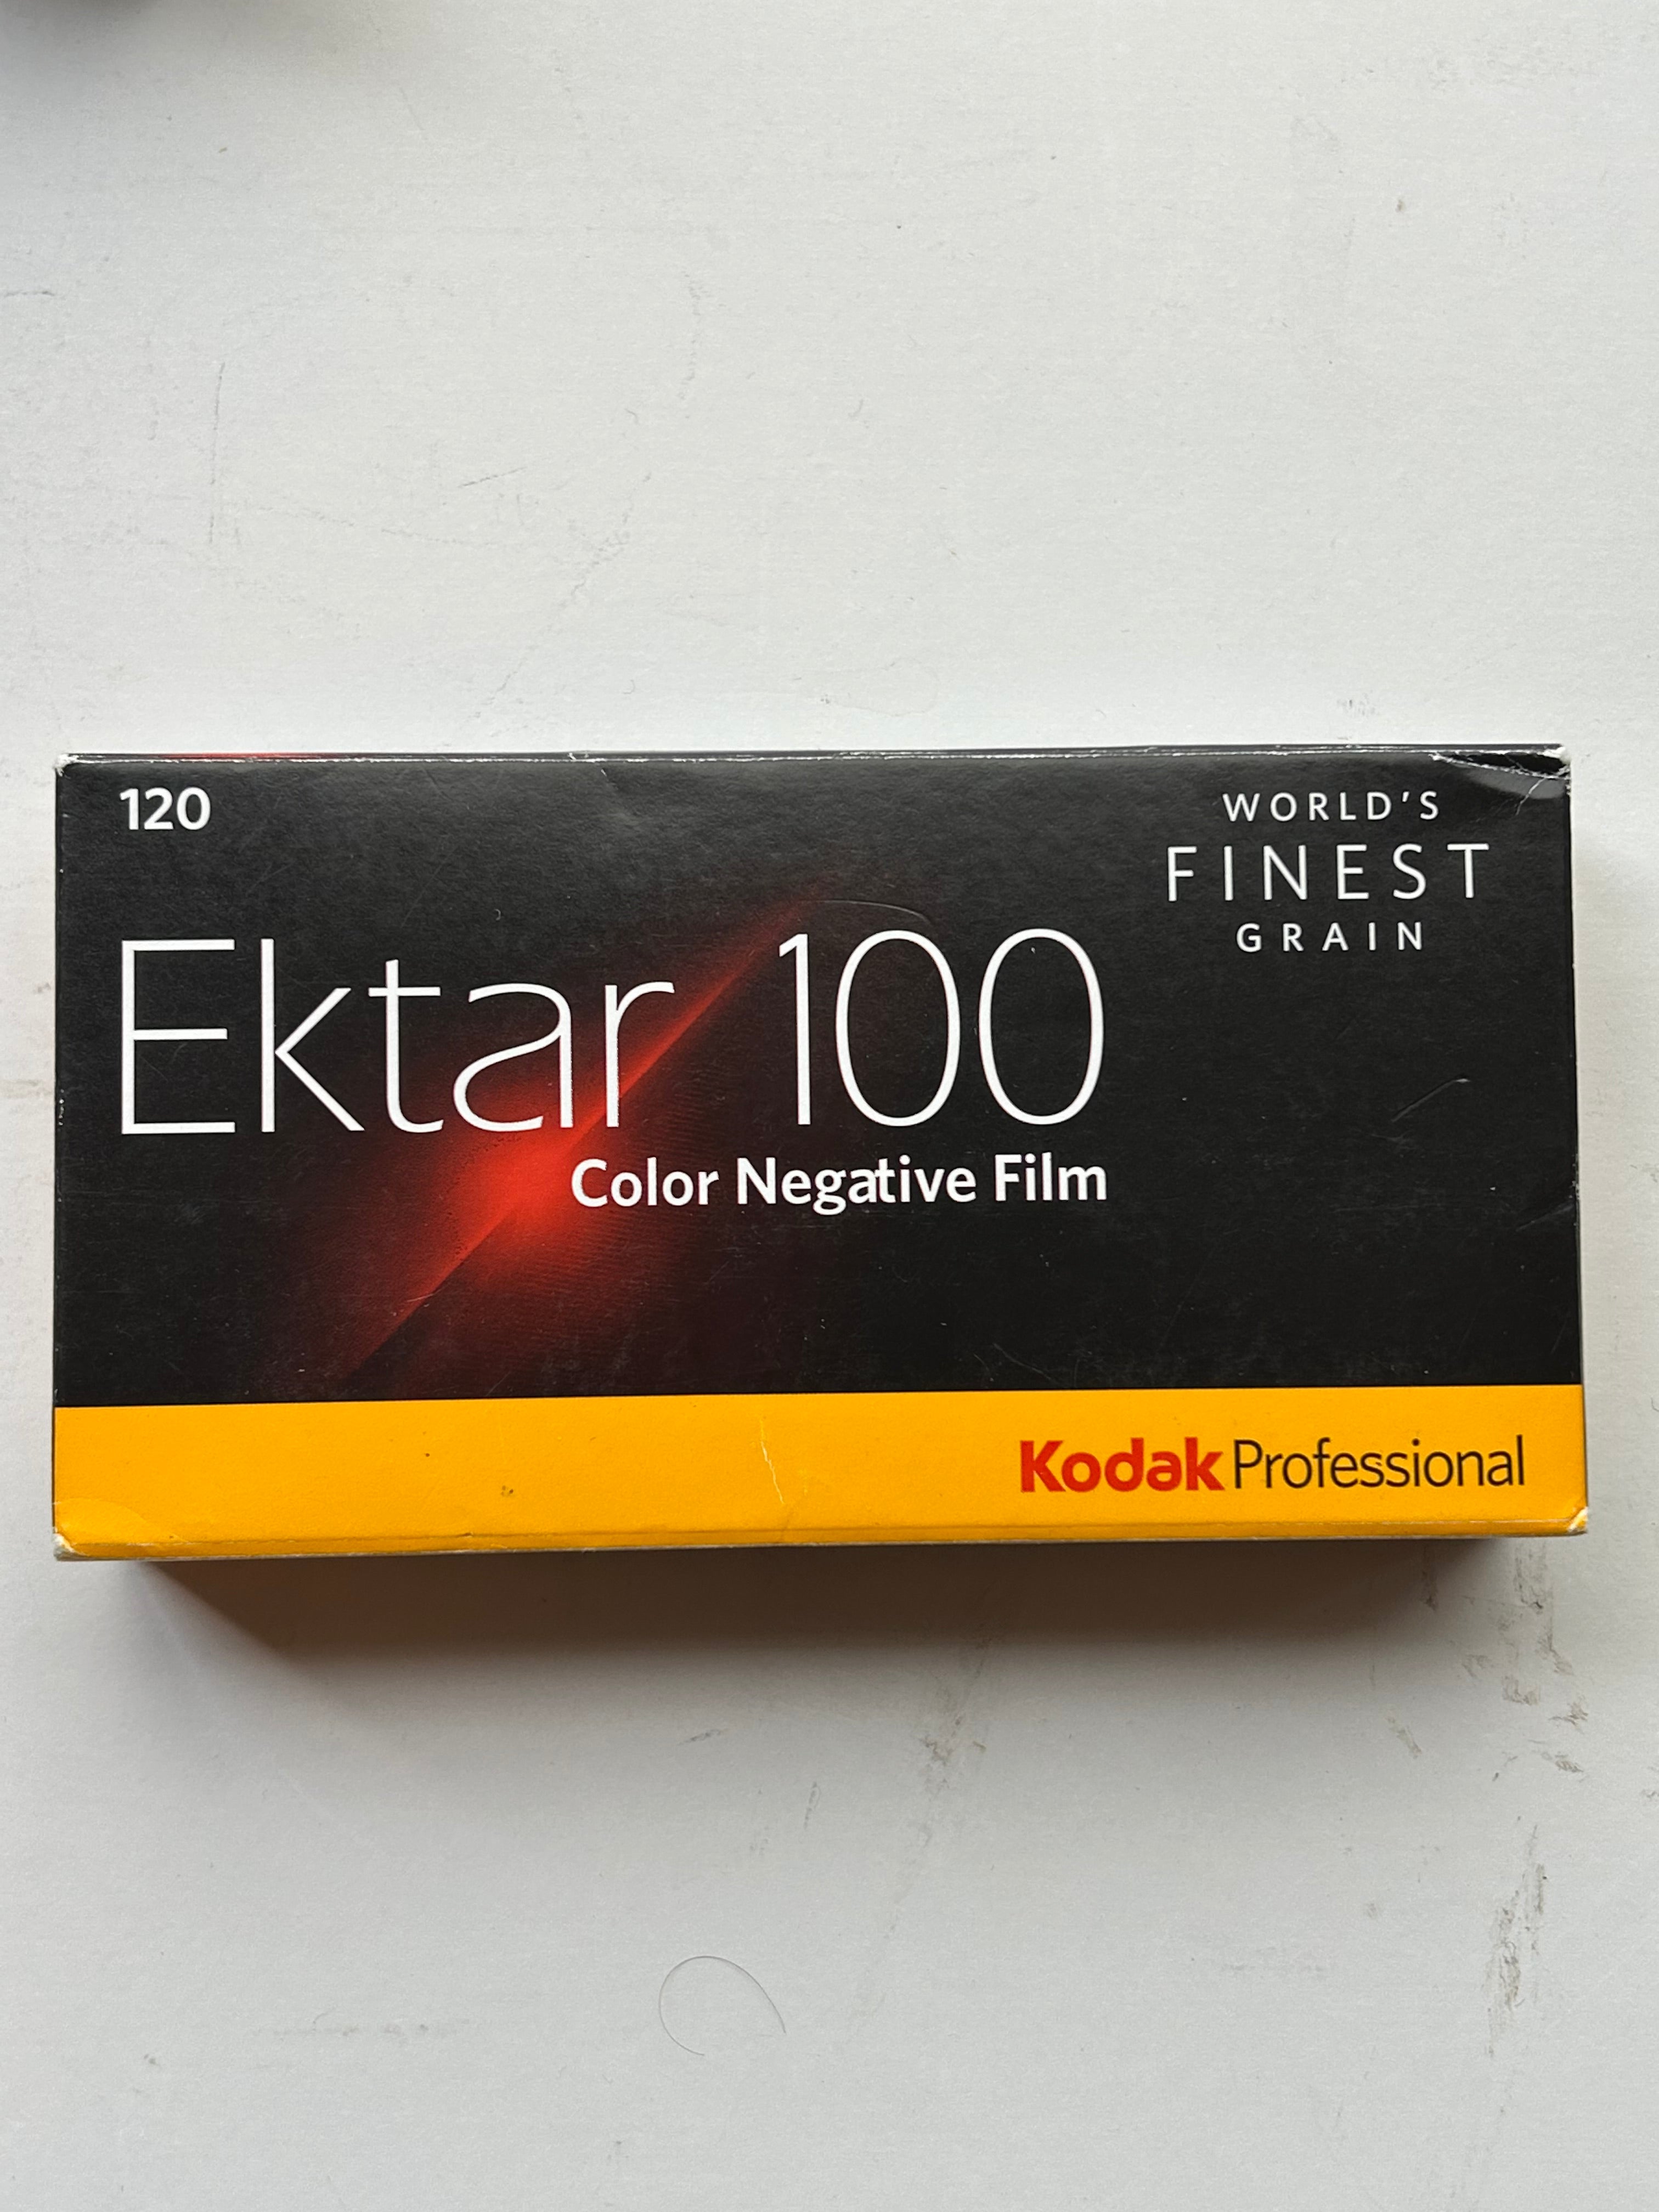 120
WORLD'S
FINEST
GRAIN
Ektar 100
Color Negative Film
Kodak Professional